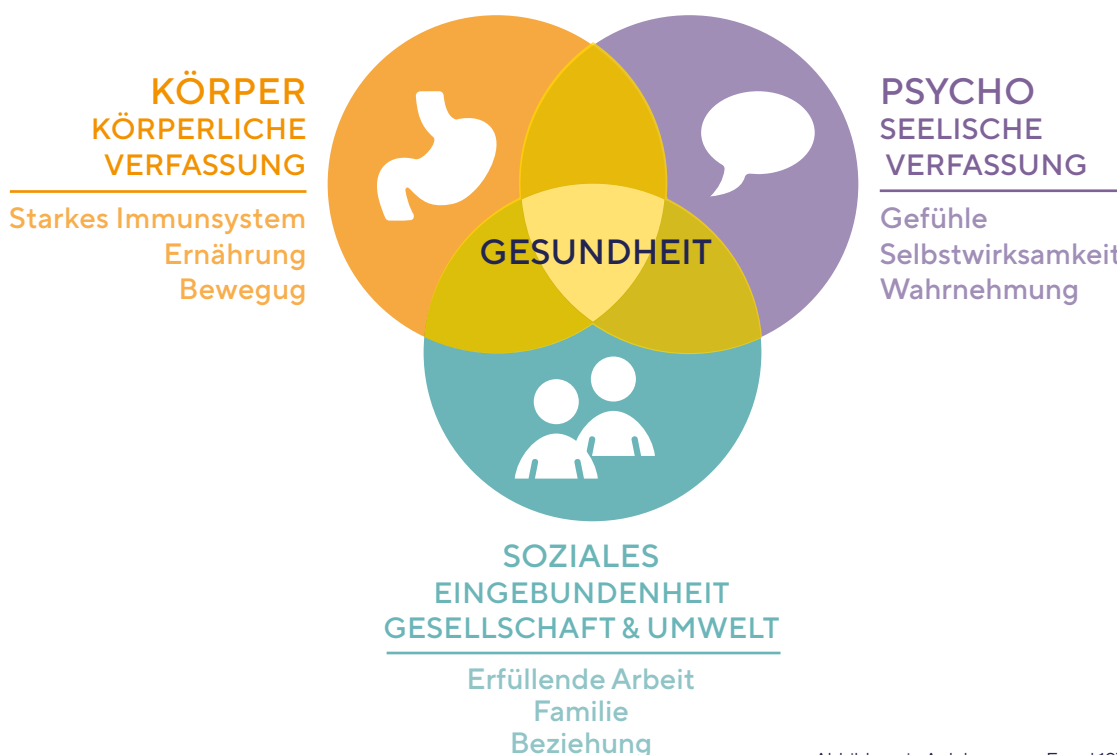 KÖRPER
KÖRPERLICHE
VERFASSUNG
Starkes Immunsystem
Ernährung
Bewegug
PSYCHO
SEELISCHE
VERFASSUNG
Gefühle
Selbstwirksamkeit
Wahrnehmung
GESUNDHEIT
SOZIALES
EINGEBUNDENHEIT
GESELLSCHAFT & UMWELT
Erfüllende Arbeit
Familie
Beziehung